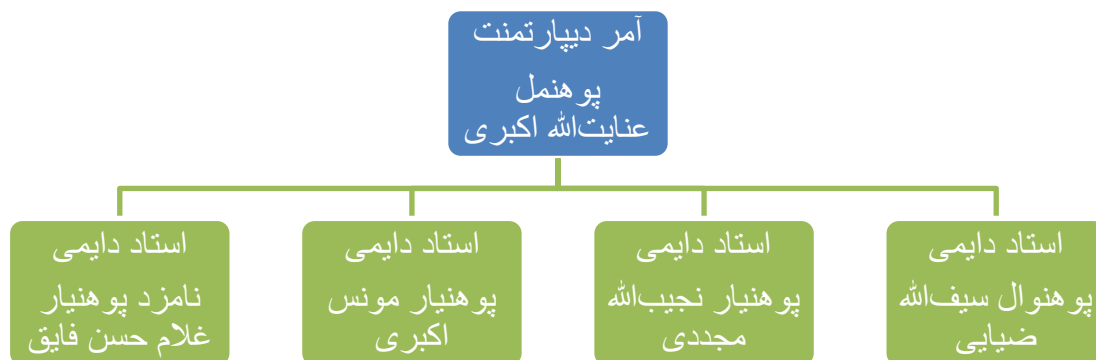 آمر دیپارتمنت
پوهنمل
عنایت‌الله اکبری
استاد دایمی
پوهنوال سیف‌الله
ضیایی
استاد دایمی
پوهنیار نجیب‌الله
مجددی
استاد دایمی
پوهنیار مونس
اکبری
استاد دایمی
نامزد پوهنیار
غلام حسن فایق